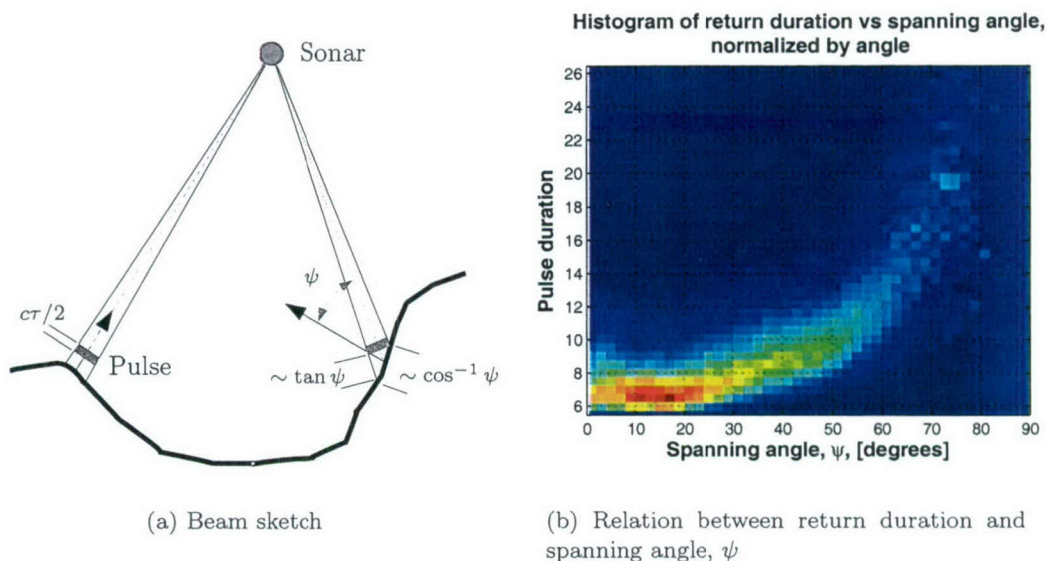 Sonar
ψ
cτ/2
Pulse
∼ tan ψ
∼ cos⁻¹ ψ
(a) Beam sketch
Histogram of return duration vs spanning angle,
normalized by angle
Pulse duration
26
24
22
20
18
16
14
12
10
8
6
0 10 20 30 40 50 60 70 80 90
Spanning angle, ψ, [degrees]
(b) Relation between return duration and
spanning angle, ψ